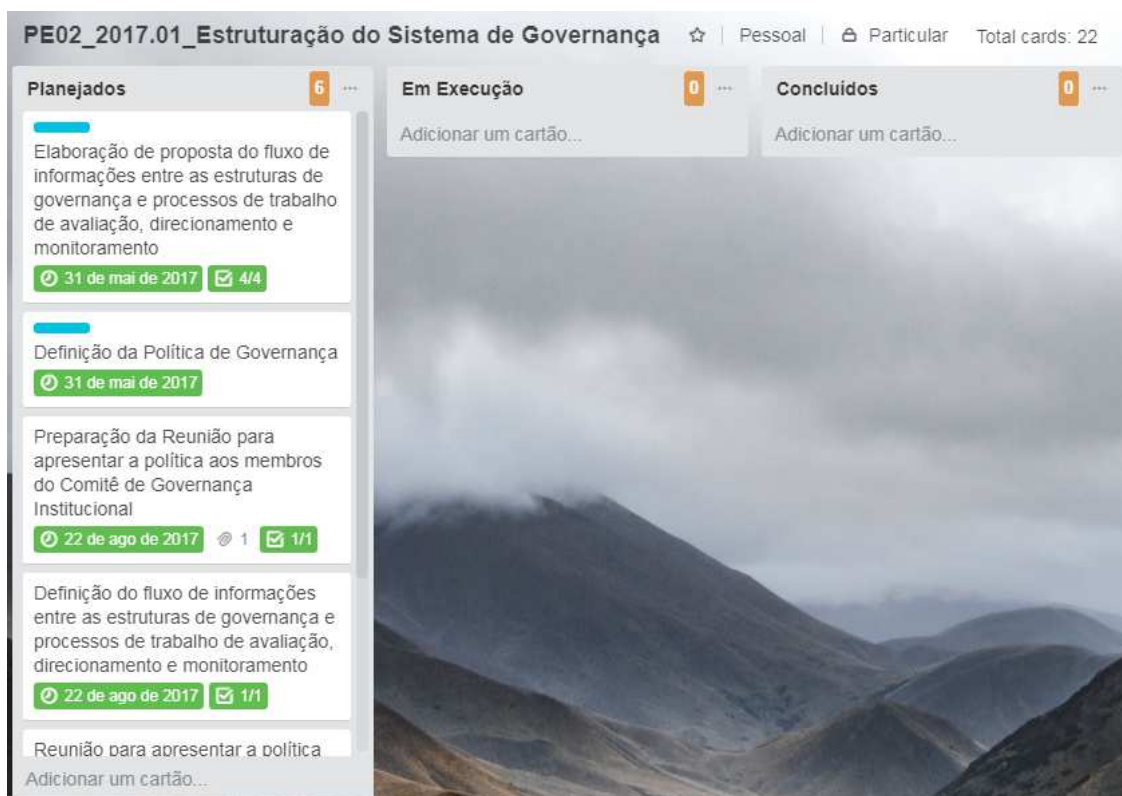 PE02_2017.01_Estruturação do Sistema de Governança Pessoal Particular Total cards: 22
Planejados 6 ...
Elaboração de proposta do fluxo de
informações entre as estruturas de
governança e processos de trabalho
de avaliação, direcionamento e
monitoramento
31 de mai de 2017 4/4
Definição da Política de Governança
31 de mai de 2017
Preparação da Reunião para
apresentar a política aos membros
do Comitê de Governança
Institucional
22 de ago de 2017 1 1/1
Definição do fluxo de informações
entre as estruturas de governança e
processos de trabalho de avaliação,
direcionamento e monitoramento
22 de ago de 2017 1/1
Reunião para apresentar a política
Adicionar um cartão...
Em Execução 0 ...
Adicionar um cartão...
Concluídos 0 ...
Adicionar um cartão...